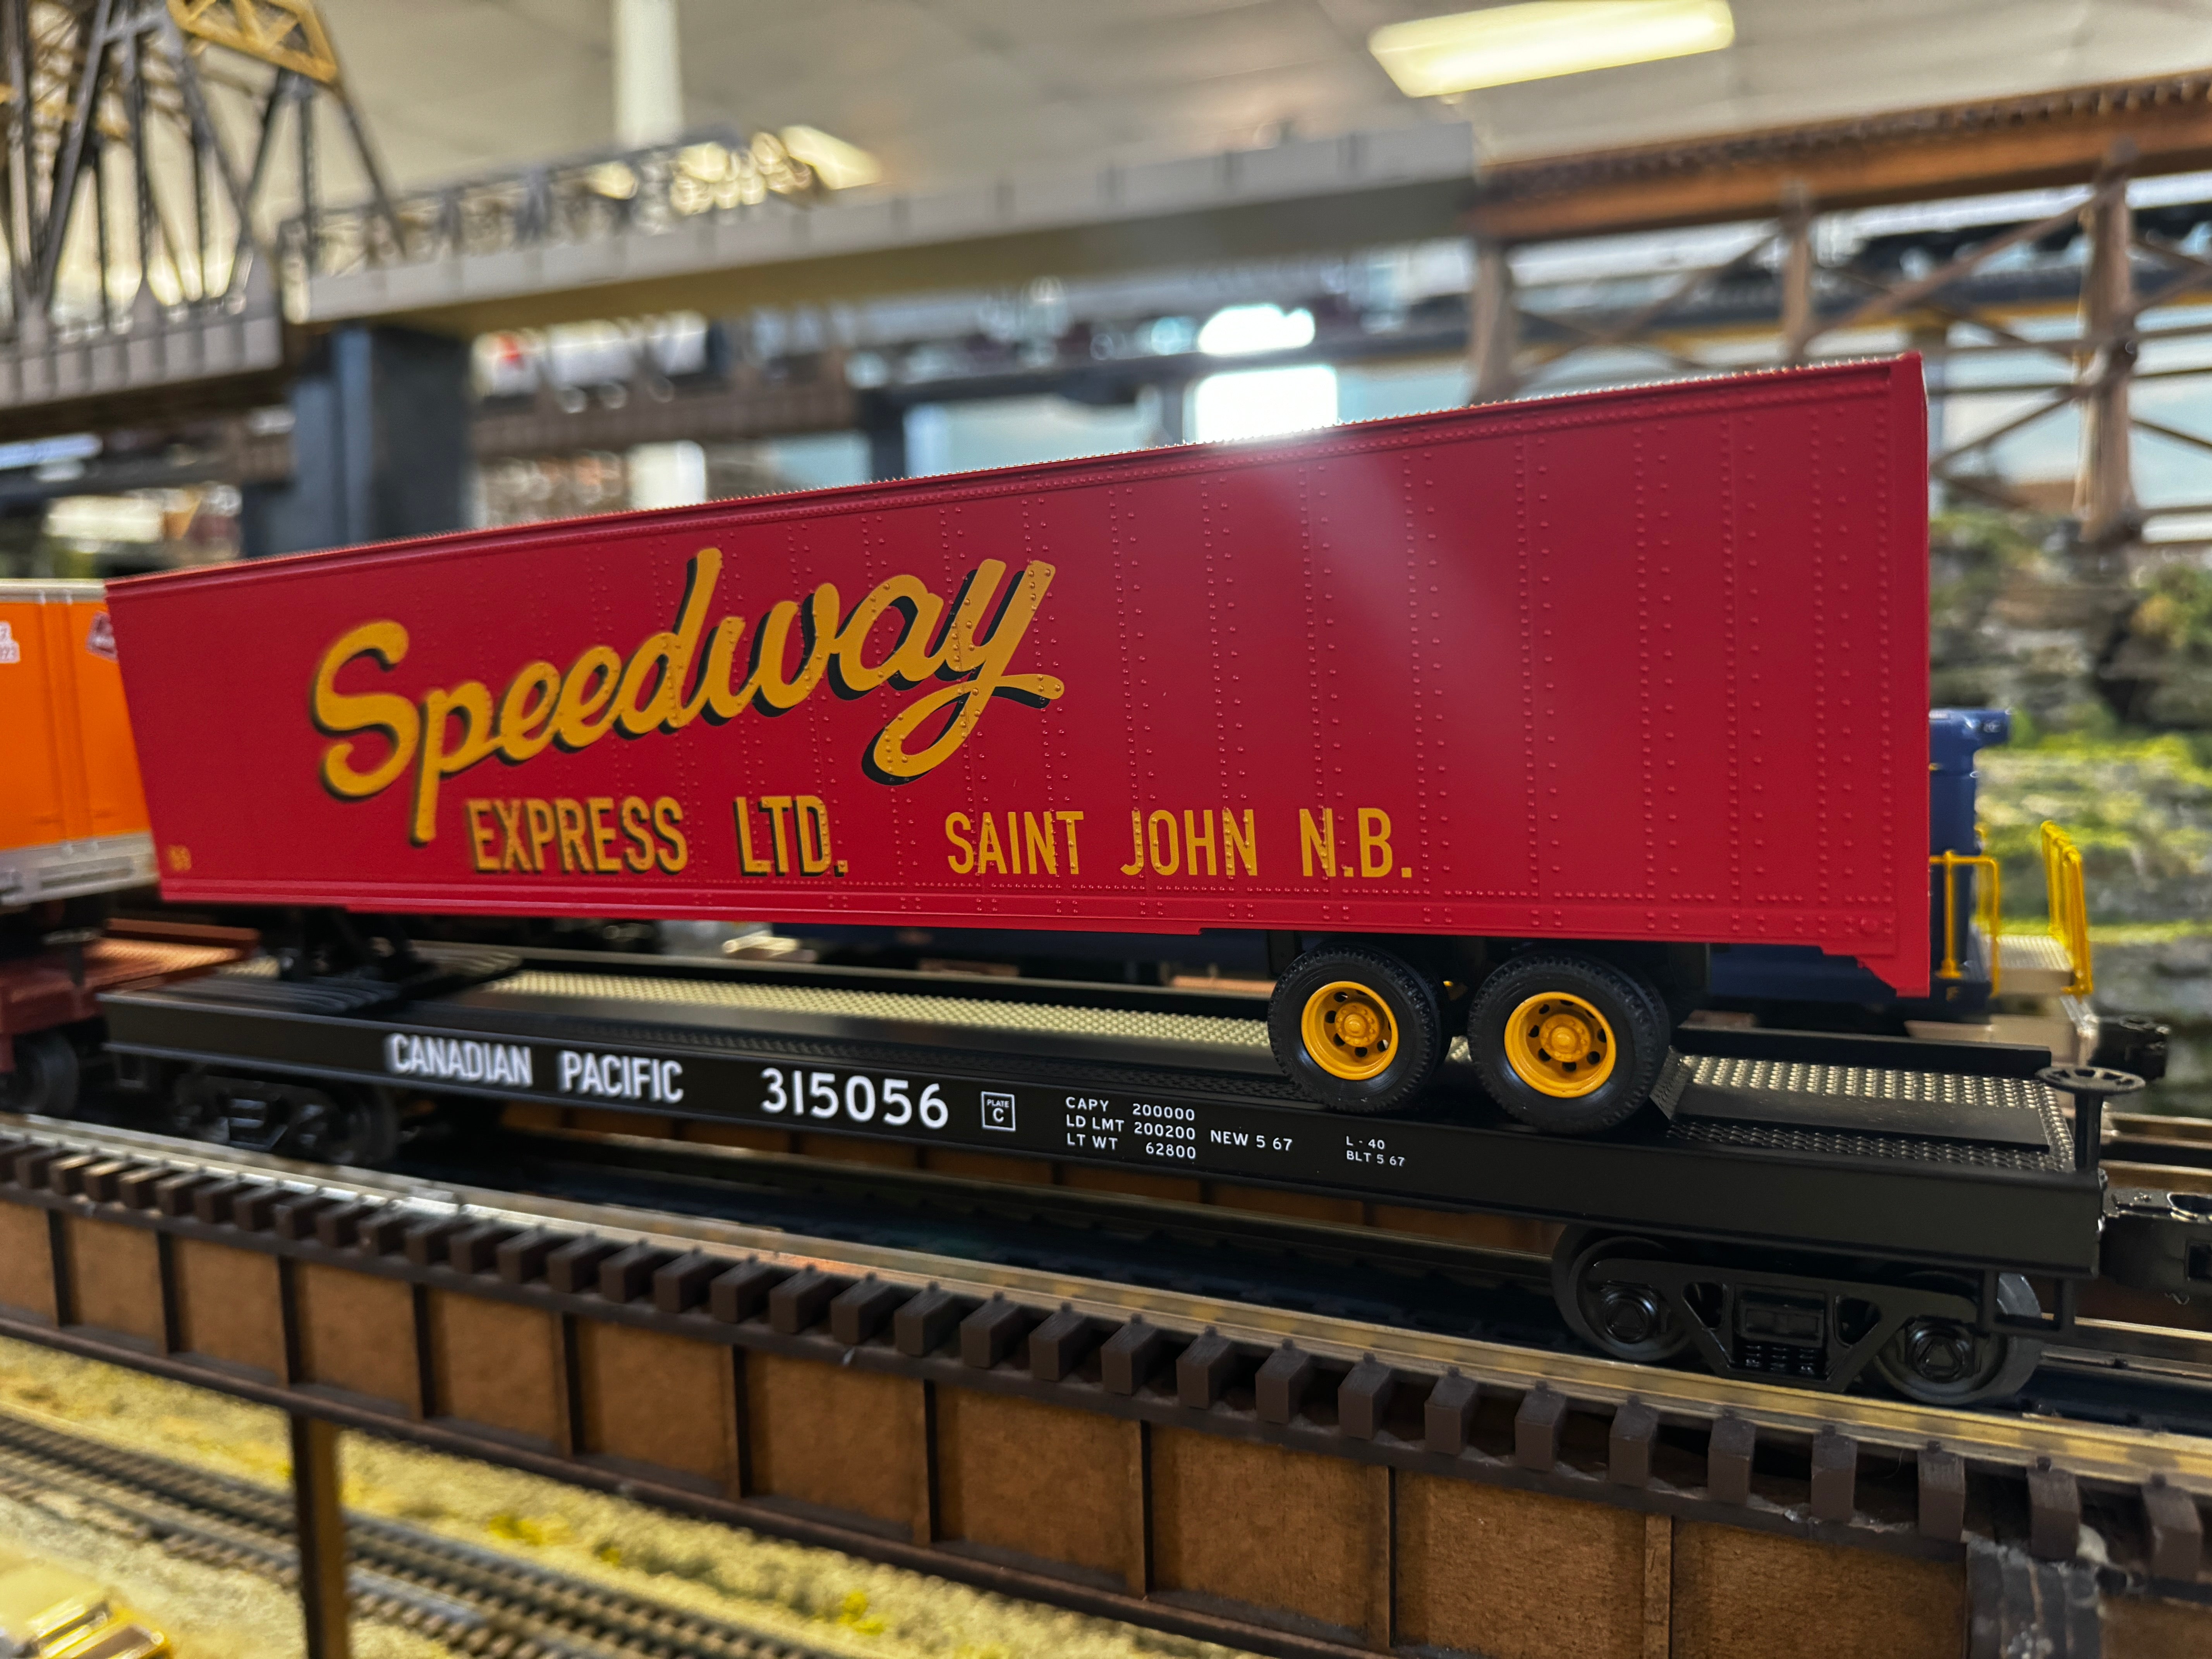 Speedway
EXPRESS LTD. SAINT JOHN N.B.
CANADIAN PACIFIC 315056
PLATE
C
CAPY 200000
LD LMT 200200 NEW 5 67
LT WT 62800
L - 40
BLT 5 67